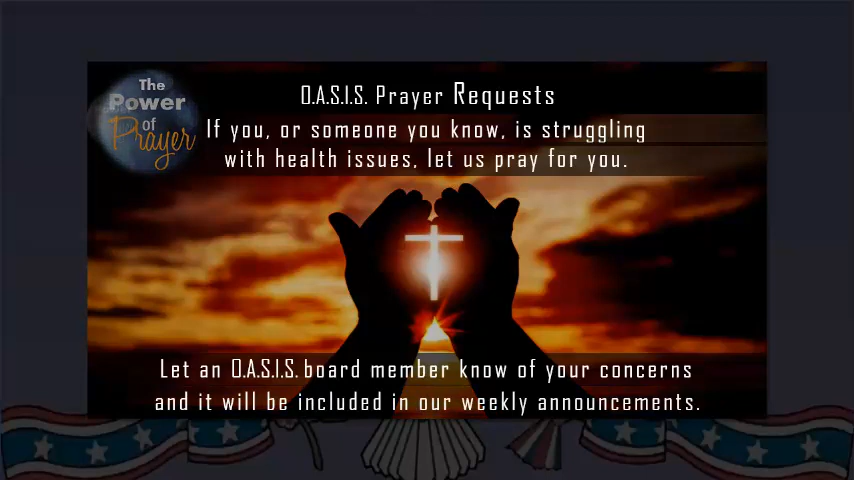 The
Power
of
Prayer
O.A.S.I.S. Prayer Requests
If you, or someone you know, is struggling
with health issues, let us pray for you.
Let an O.A.S.I.S. board member know of your concerns
and it will be included in our weekly announcements.